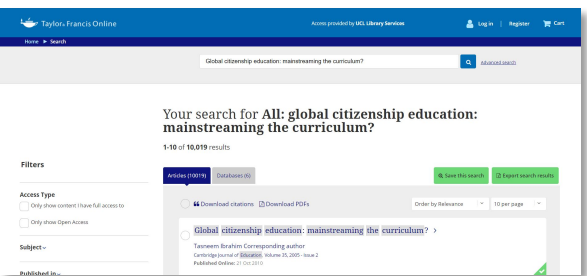 Taylor & Francis Online
Access provided by UCL Library Services
Log in | Register Cart
Home ▶ Search
Global citizenship education: mainstreaming the curriculum?
Advanced search
Your search for All: global citizenship education:
mainstreaming the curriculum?
1-10 of 10,019 results
Filters
Articles (10019) Databases (6)
Save this search Export search results
Access Type
Only show content I have full access to
Only show Open Access
Download citations Download PDFs
Order by Relevance 10 per page
Subject
Global citizenship education: mainstreaming the curriculum? >
Tasneem Ibrahim Corresponding author
Cambridge Journal of Education, Volume 35, 2005 - Issue 2
Published Online: 21 Oct 2010
Published in